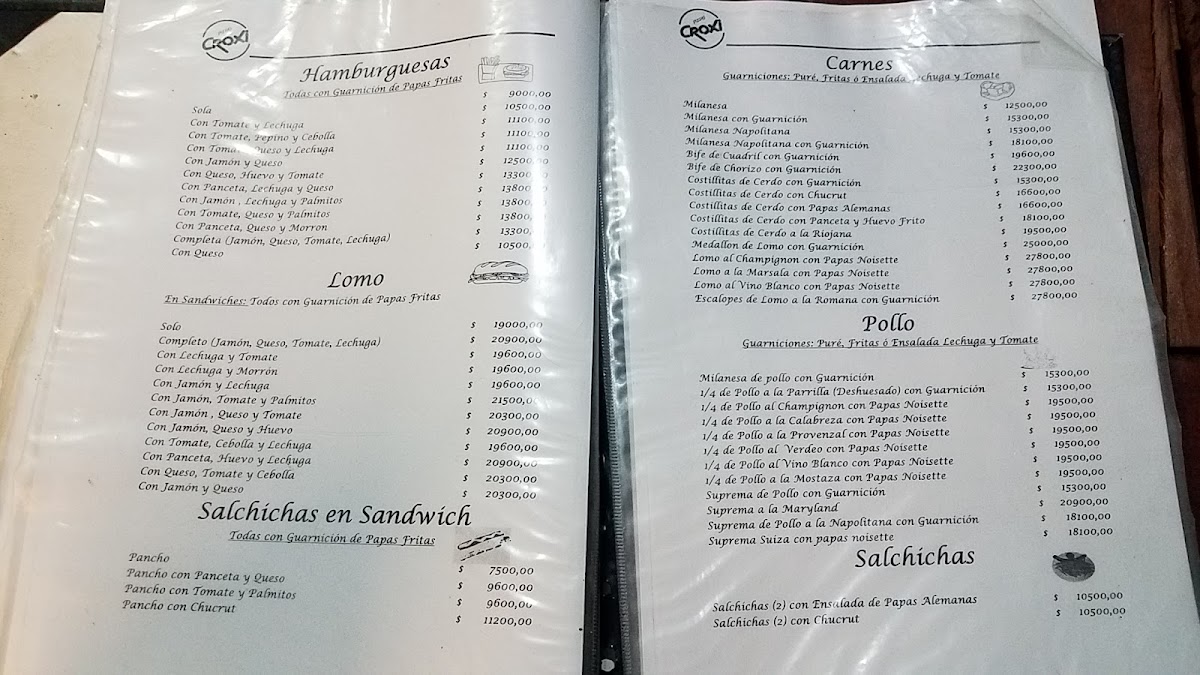 CROXI
Hamburguesas
Todas con Guarnición de Papas Fritas
Sola $ 9000,00
Con Tomate y Lechuga $ 10500,00
Con Tomate, Pepino y Cebolla $ 11100,00
Con Tomate, Queso y Lechuga $ 11100,00
Con Jamón y Queso $ 11100,00
Con Queso, Huevo y Tomate $ 12500,00
Con Panceta, Lechuga y Queso $ 13300,00
Con Jamón , Lechuga y Palmitos $ 13800,00
Con Tomate, Queso y Palmitos $ 13800,00
Con Panceta, Queso y Morron $ 13800,00
Completa (Jamón, Queso, Tomate, Lechuga) $ 13300,00
Con Queso $ 10500,00
Lomo
En Sandwiches: Todos con Guarnición de Papas Fritas
Solo $ 19000,00
Completo (Jamón, Queso, Tomate, Lechuga) $ 20900,00
Con Lechuga y Tomate $ 19600,00
Con Lechuga y Morrón $ 19600,00
Con Jamón y Lechuga $ 19600,00
Con Jamón, Tomate y Palmitos $ 21500,00
Con Jamón , Queso y Tomate $ 20300,00
Con Jamón, Queso y Huevo $ 20900,00
Con Tomate, Cebolla y Lechuga $ 19600,00
Con Panceta, Huevo y Lechuga $ 20900,00
Con Queso, Tomate y Cebolla $ 20300,00
Con Jamón y Queso $ 20300,00
Salchichas en Sandwich
Todas con Guarnición de Papas Fritas
Pancho $ 7500,00
Pancho con Panceta y Queso $ 9600,00
Pancho con Tomate y Palmitos $ 9600,00
Pancho con Chucrut $ 11200,00
CROXI
Carnes
Guarniciones: Puré, Fritas ó Ensalada Lechuga y Tomate
Milanesa $ 12500,00
Milanesa con Guarnición $ 15300,00
Milanesa Napolitana $ 15300,00
Milanesa Napolitana con Guarnición $ 18100,00
Bife de Cuadril con Guarnición $ 19600,00
Bife de Chorizo con Guarnición $ 22300,00
Costillitas de Cerdo con Guarnición $ 15300,00
Costillitas de Cerdo con Chucrut $ 16600,00
Costillitas de Cerdo con Papas Alemanas $ 16600,00
Costillitas de Cerdo con Panceta y Huevo Frito $ 18100,00
Costillitas de Cerdo a la Riojana $ 19500,00
Medallon de Lomo con Guarnición $ 25000,00
Lomo al Champignon con Papas Noisette $ 27800,00
Lomo a la Marsala con Papas Noisette $ 27800,00
Lomo al Vino Blanco con Papas Noisette $ 27800,00
Escalopes de Lomo a la Romana con Guarnición $ 27800,00
Pollo
Guarniciones: Puré, Fritas ó Ensalada Lechuga y Tomate
Milanesa de pollo con Guarnición $ 15300,00
1/4 de Pollo a la Parrilla (Deshuesado) con Guarnición $ 15300,00
1/4 de Pollo al Champignon con Papas Noisette $ 19500,00
1/4 de Pollo a la Calabreza con Papas Noisette $ 19500,00
1/4 de Pollo a la Provenzal con Papas Noisette $ 19500,00
1/4 de Pollo al Verdeo con Papas Noisette $ 19500,00
1/4 de Pollo al Vino Blanco con Papas Noisette $ 19500,00
1/4 de Pollo a la Mostaza con Papas Noisette $ 19500,00
Suprema de Pollo con Guarnición $ 15300,00
Suprema a la Maryland $ 20900,00
Suprema de Pollo a la Napolitana con Guarnición $ 18100,00
Suprema Suiza con papas noisette $ 18100,00
Salchichas
Salchichas (2) con Ensalada de Papas Alemanas $ 10500,00
Salchichas (2) con Chucrut $ 10500,00